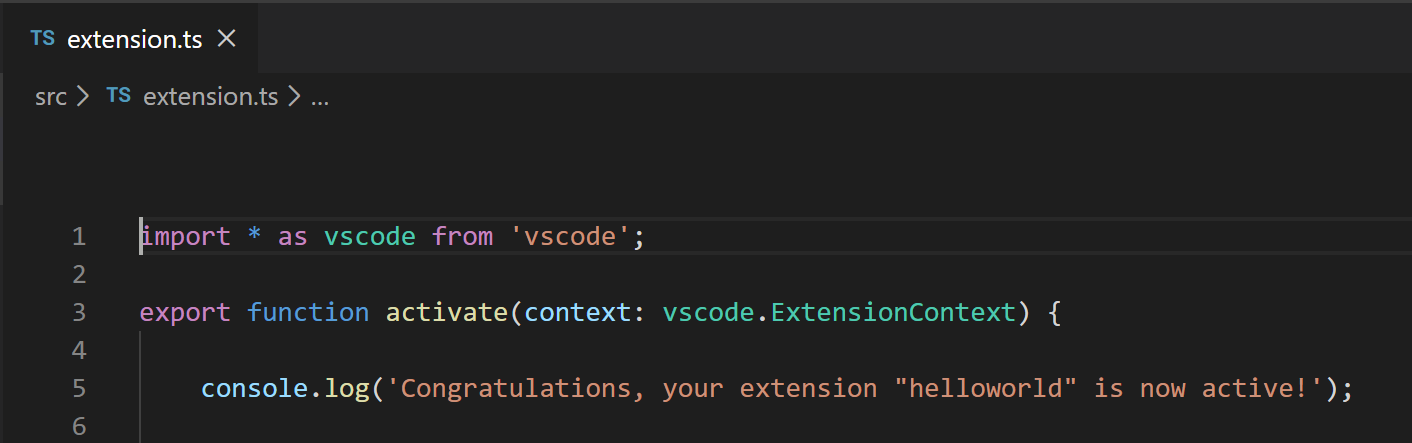 TS extension.ts ×
src > TS extension.ts > ...
1 import * as vscode from 'vscode';
2
3 export function activate(context: vscode.ExtensionContext) {
4
5 console.log('Congratulations, your extension "helloworld" is now active!');
6